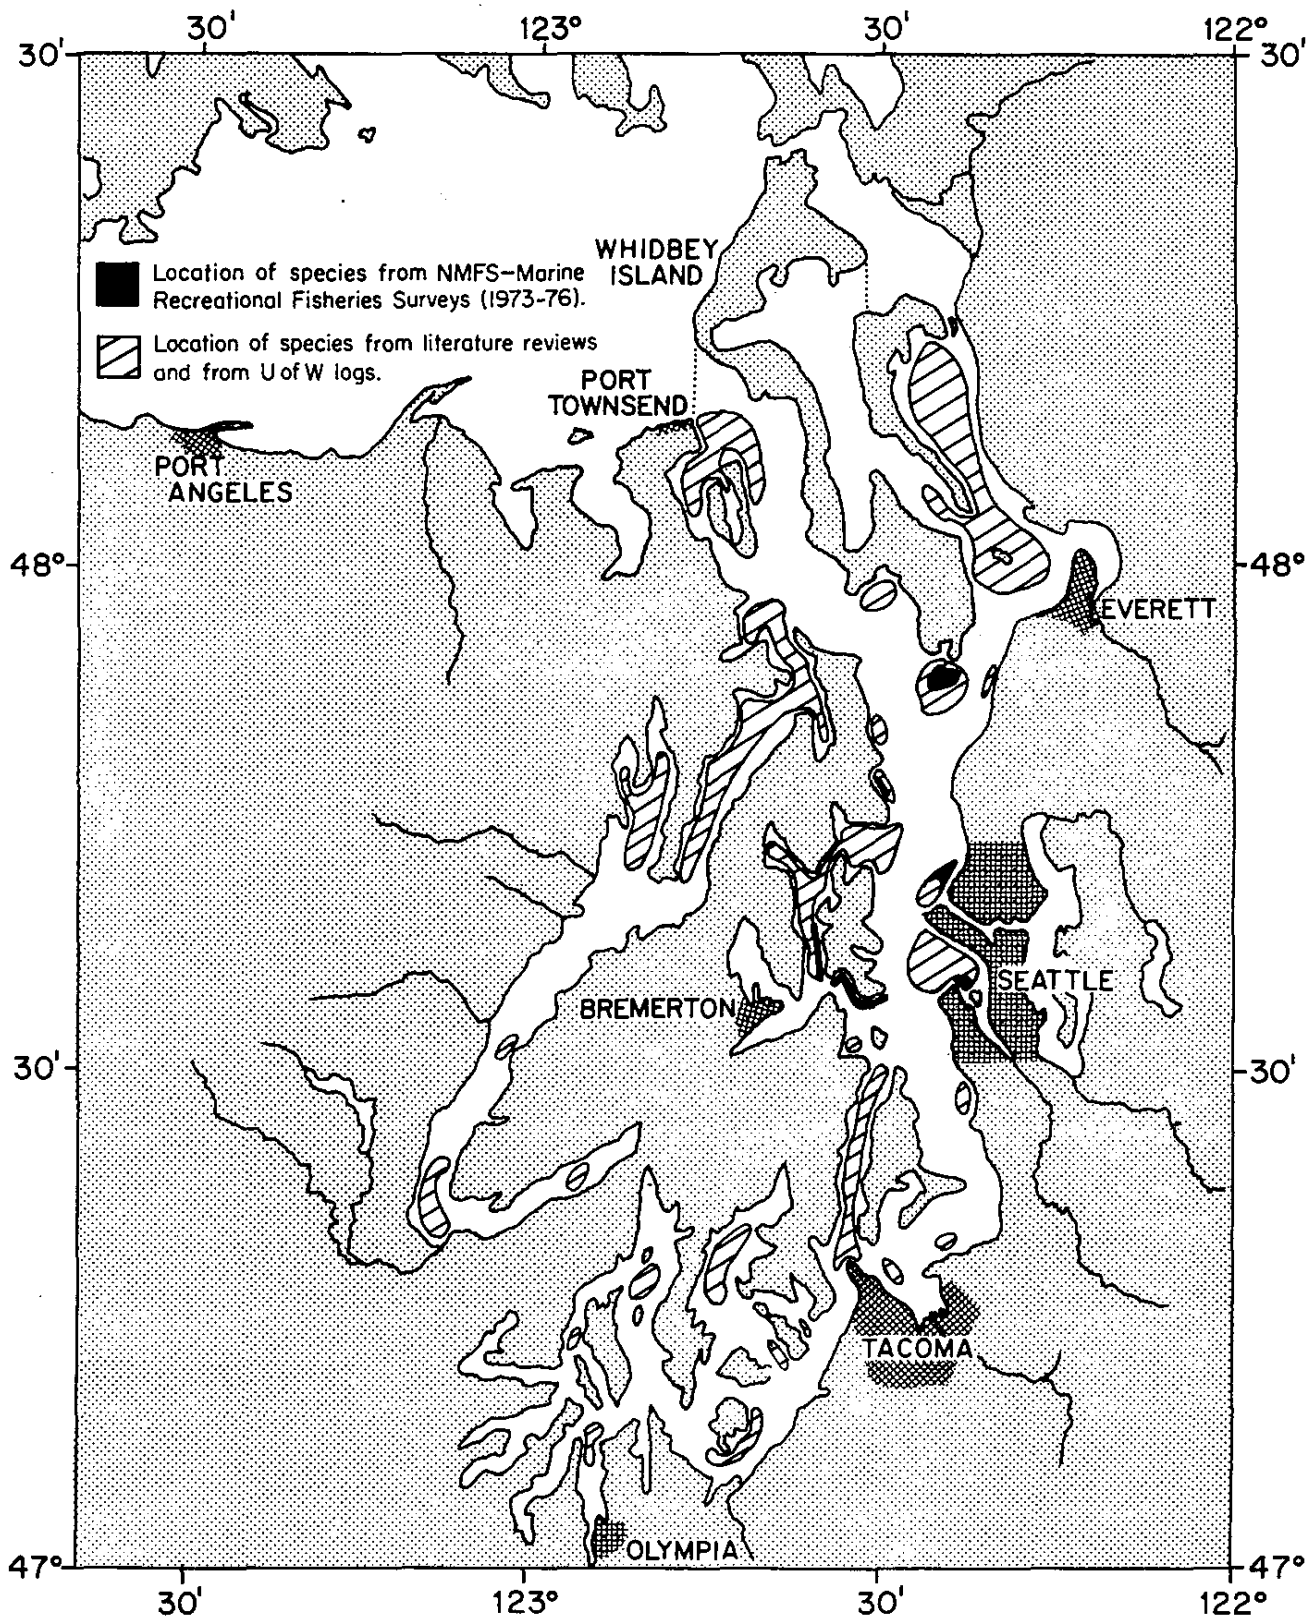 30' 123° 30' 122°
30' 30'
WHIDBEY
ISLAND
Location of species from NMFS-Marine
Recreational Fisheries Surveys (1973-76).
Location of species from literature reviews
and from U of W logs.
PORT
TOWNSEND
PORT
ANGELES
48° 48°
EVERETT
SEATTLE
BREMERTON
30' 30'
TACOMA
OLYMPIA
47° 47°
30' 123° 30' 122°